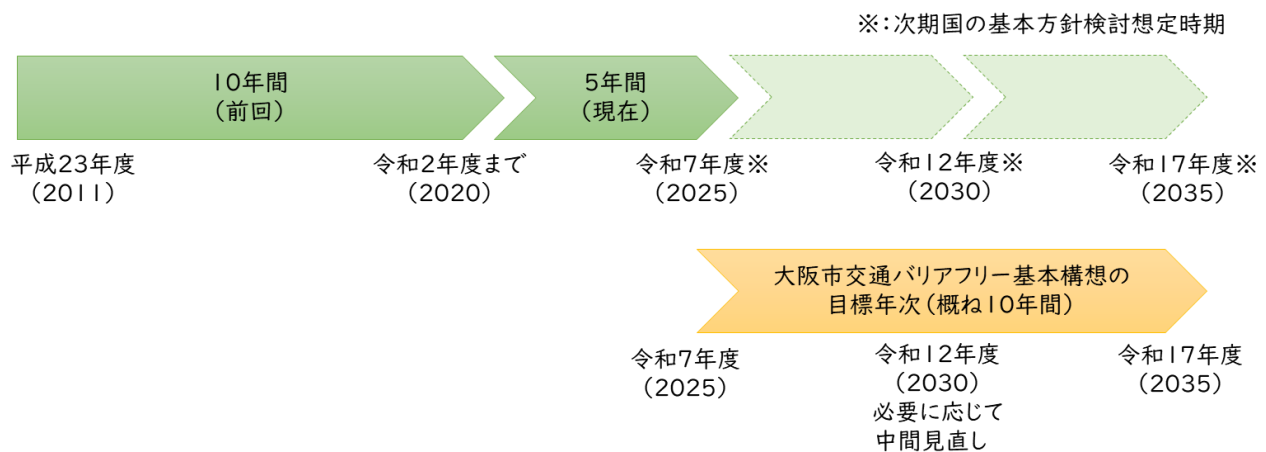 ※：次期国の基本方針検討想定時期
10年間
（前回）
5年間
（現在）
平成23年度
（2011）
令和2年度まで
（2020）
令和7年度※
（2025）
令和12年度※
（2030）
令和17年度※
（2035）
大阪市交通バリアフリー基本構想の
目標年次（概ね10年間）
令和7年度
（2025）
令和12年度
（2030）
必要に応じて
中間見直し
令和17年度
（2035）